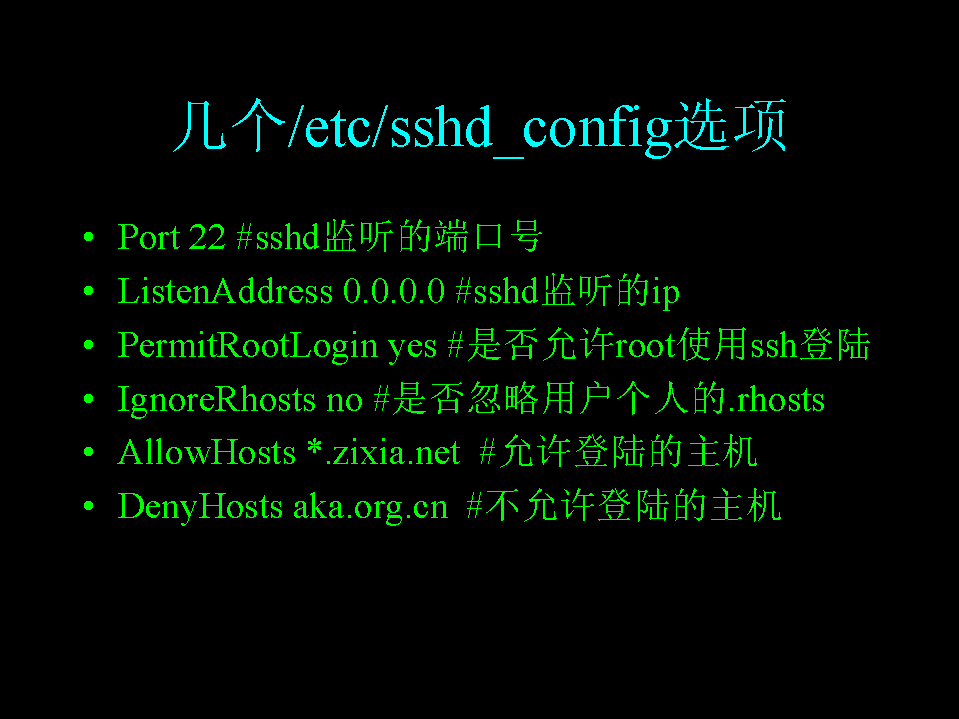 几个/etc/sshd_config选项
• Port 22 #sshd监听的端口号
• ListenAddress 0.0.0.0 #sshd监听的ip
• PermitRootLogin yes #是否允许root使用ssh登陆
• IgnoreRhosts no #是否忽略用户个人的.rhosts
• AllowHosts *.zixia.net #允许登陆的主机
• DenyHosts aka.org.cn #不允许登陆的主机